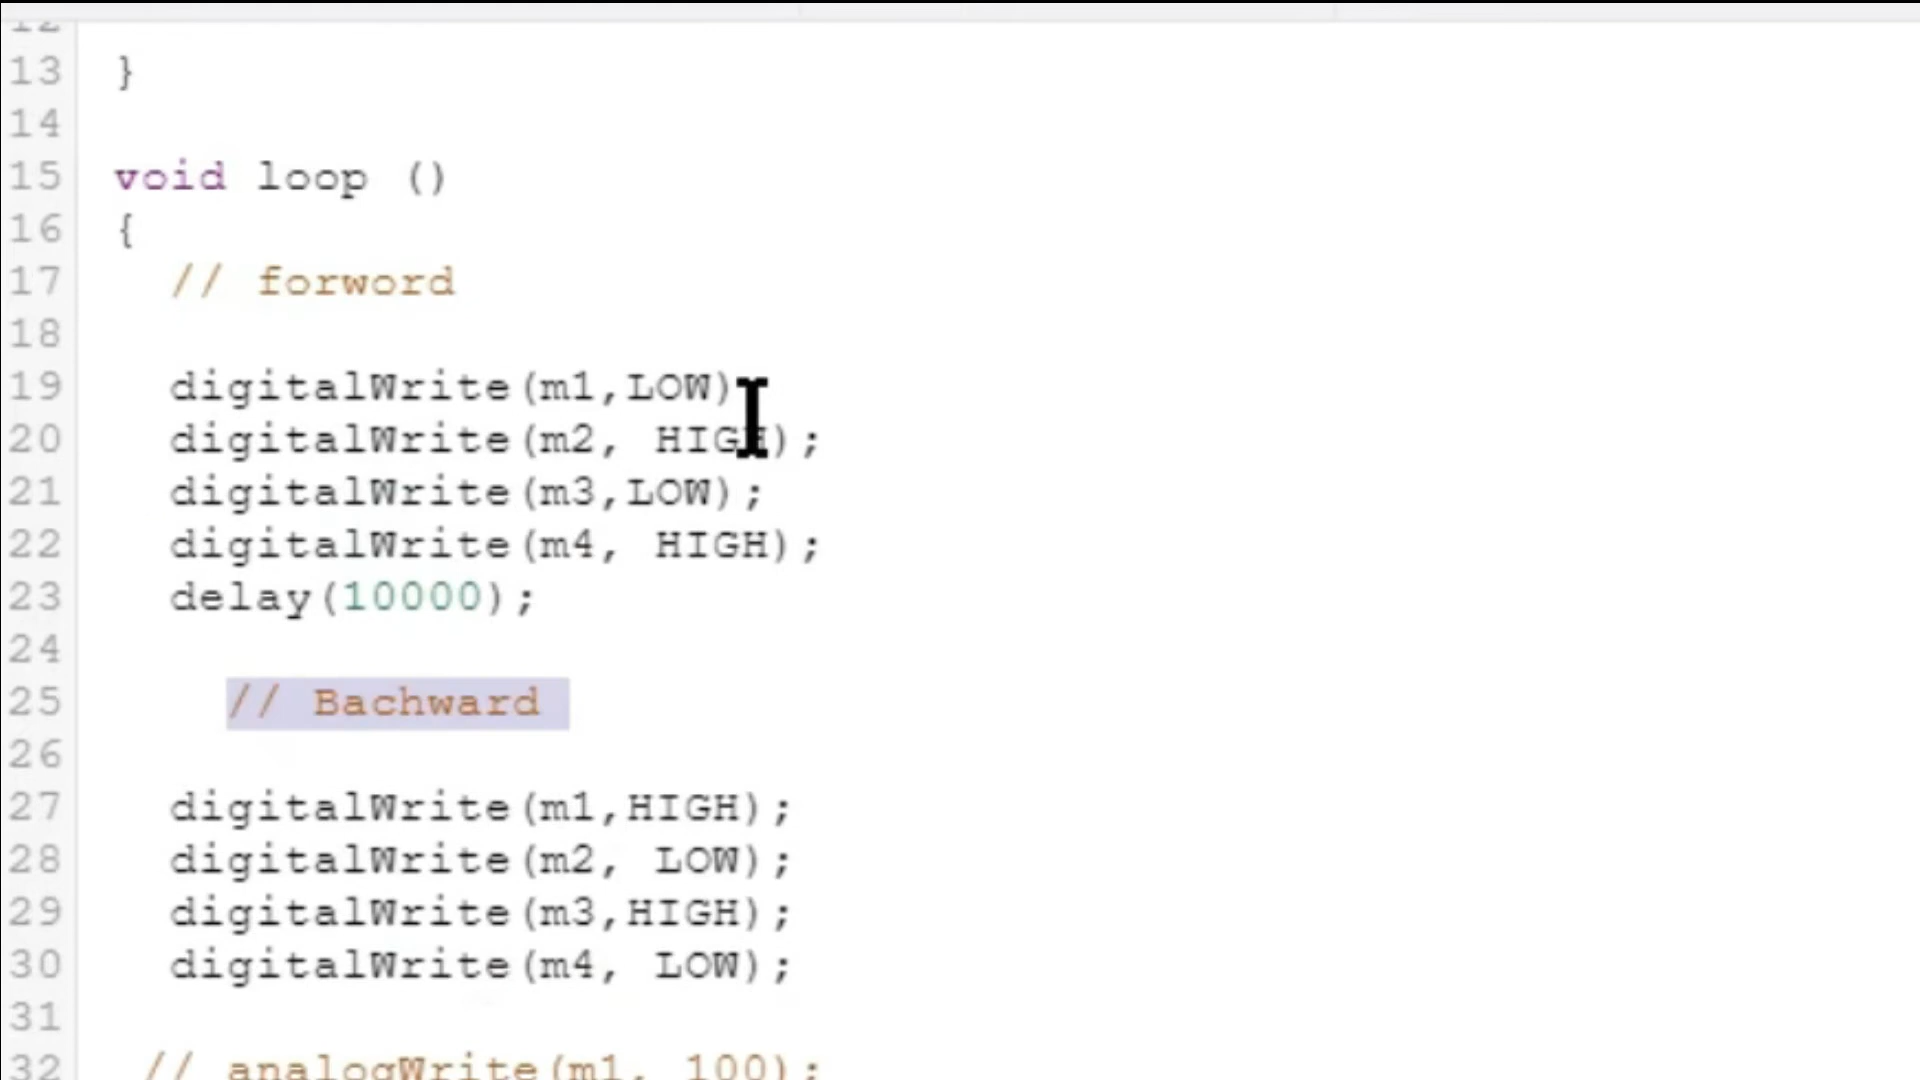 12
13 }
14
15 void loop ()
16 {
17 // forword
18
19 digitalWrite(m1,LOW)
20 digitalWrite(m2, HIGH);
21 digitalWrite(m3,LOW);
22 digitalWrite(m4, HIGH);
23 delay(10000);
24
25 // Bachward
26
27 digitalWrite(m1,HIGH);
28 digitalWrite(m2, LOW);
29 digitalWrite(m3,HIGH);
30 digitalWrite(m4, LOW);
31
32 // analogWrite(m1, 100);